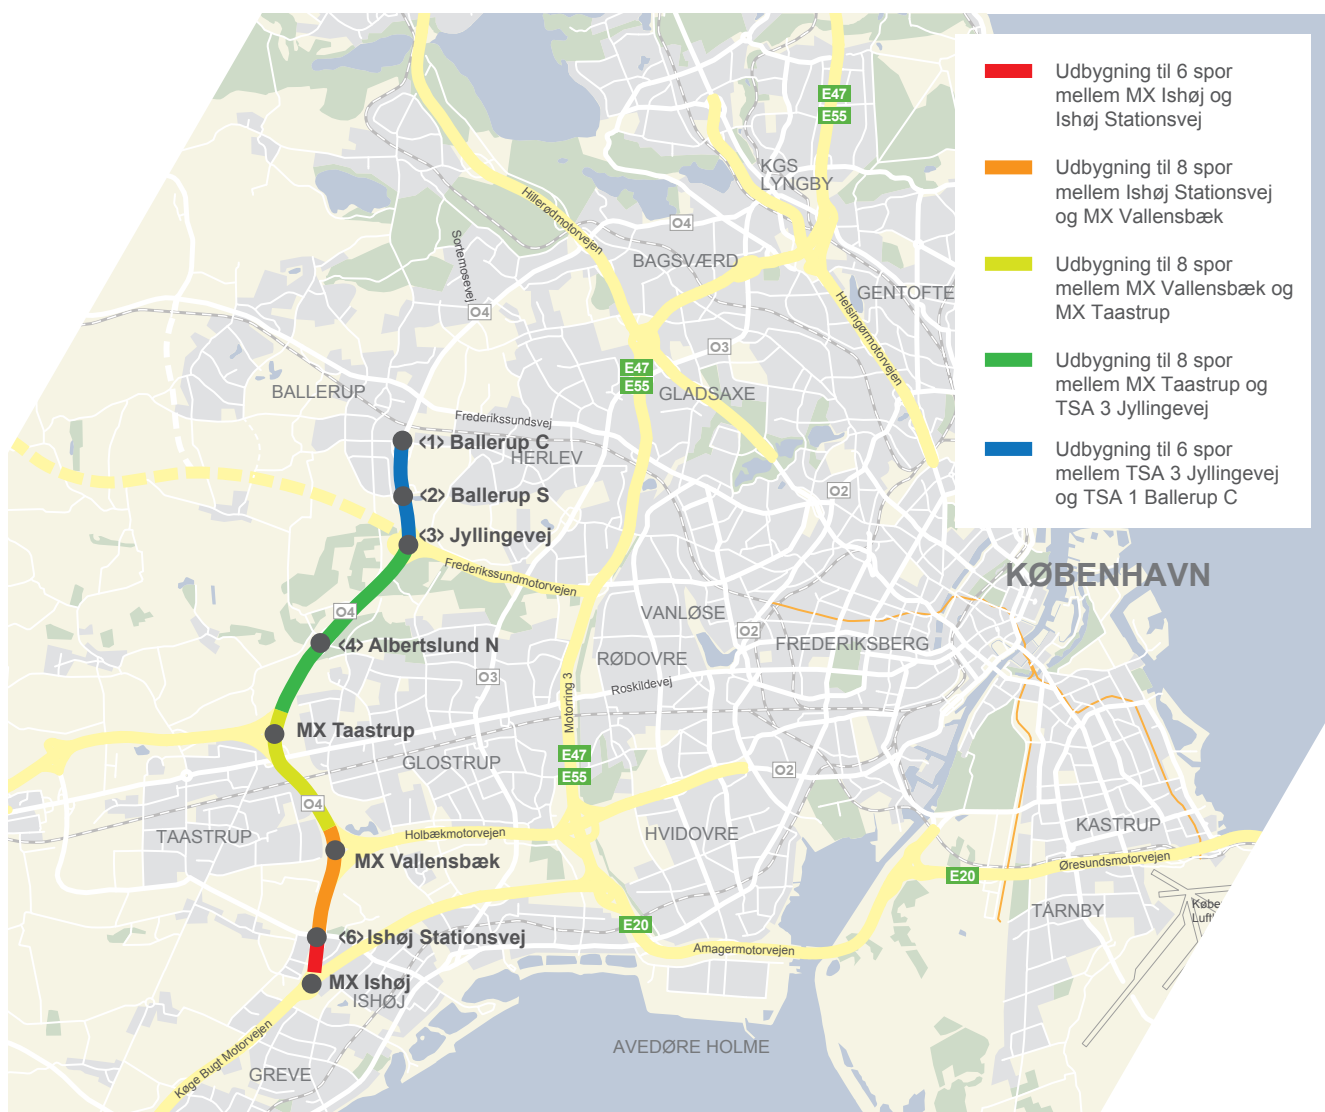 E47
E55
KGS
LYNGBY
Hillerødmotorvejen
O4
Sortemosevej
BAGSVÆRD
GENTOFTE
Helsingørmotorvejen
O4
O3
E47
E55
BALLERUP
GLADSAXE
Frederikssundsvej
‹1› Ballerup C
HERLEV
‹2› Ballerup S
O2
‹3› Jyllingevej
Frederikssundmotorvejen
KØBENHAVN
O4
VANLØSE
O2
FREDERIKSBERG
‹4› Albertslund N
RØDOVRE
O3
Roskildevej
Motorring 3
MX Taastrup
GLOSTRUP
E47
E55
O2
O4
TAASTRUP
Holbækmotorvejen
HVIDOVRE
KASTRUP
MX Vallensbæk
Øresundsmotorvejen
E20
TÅRNBY
Købe
Luft
‹6› Ishøj Stationsvej
E20
Amagermotorvejen
MX Ishøj
ISHØJ
AVEDØRE HOLME
Køge Bugt Motorvejen
GREVE
Udbygning til 6 spor
mellem MX Ishøj og
Ishøj Stationsvej
Udbygning til 8 spor
mellem Ishøj Stationsvej
og MX Vallensbæk
Udbygning til 8 spor
mellem MX Vallensbæk og
MX Taastrup
Udbygning til 8 spor
mellem MX Taastrup og
TSA 3 Jyllingevej
Udbygning til 6 spor
mellem TSA 3 Jyllingevej
og TSA 1 Ballerup C